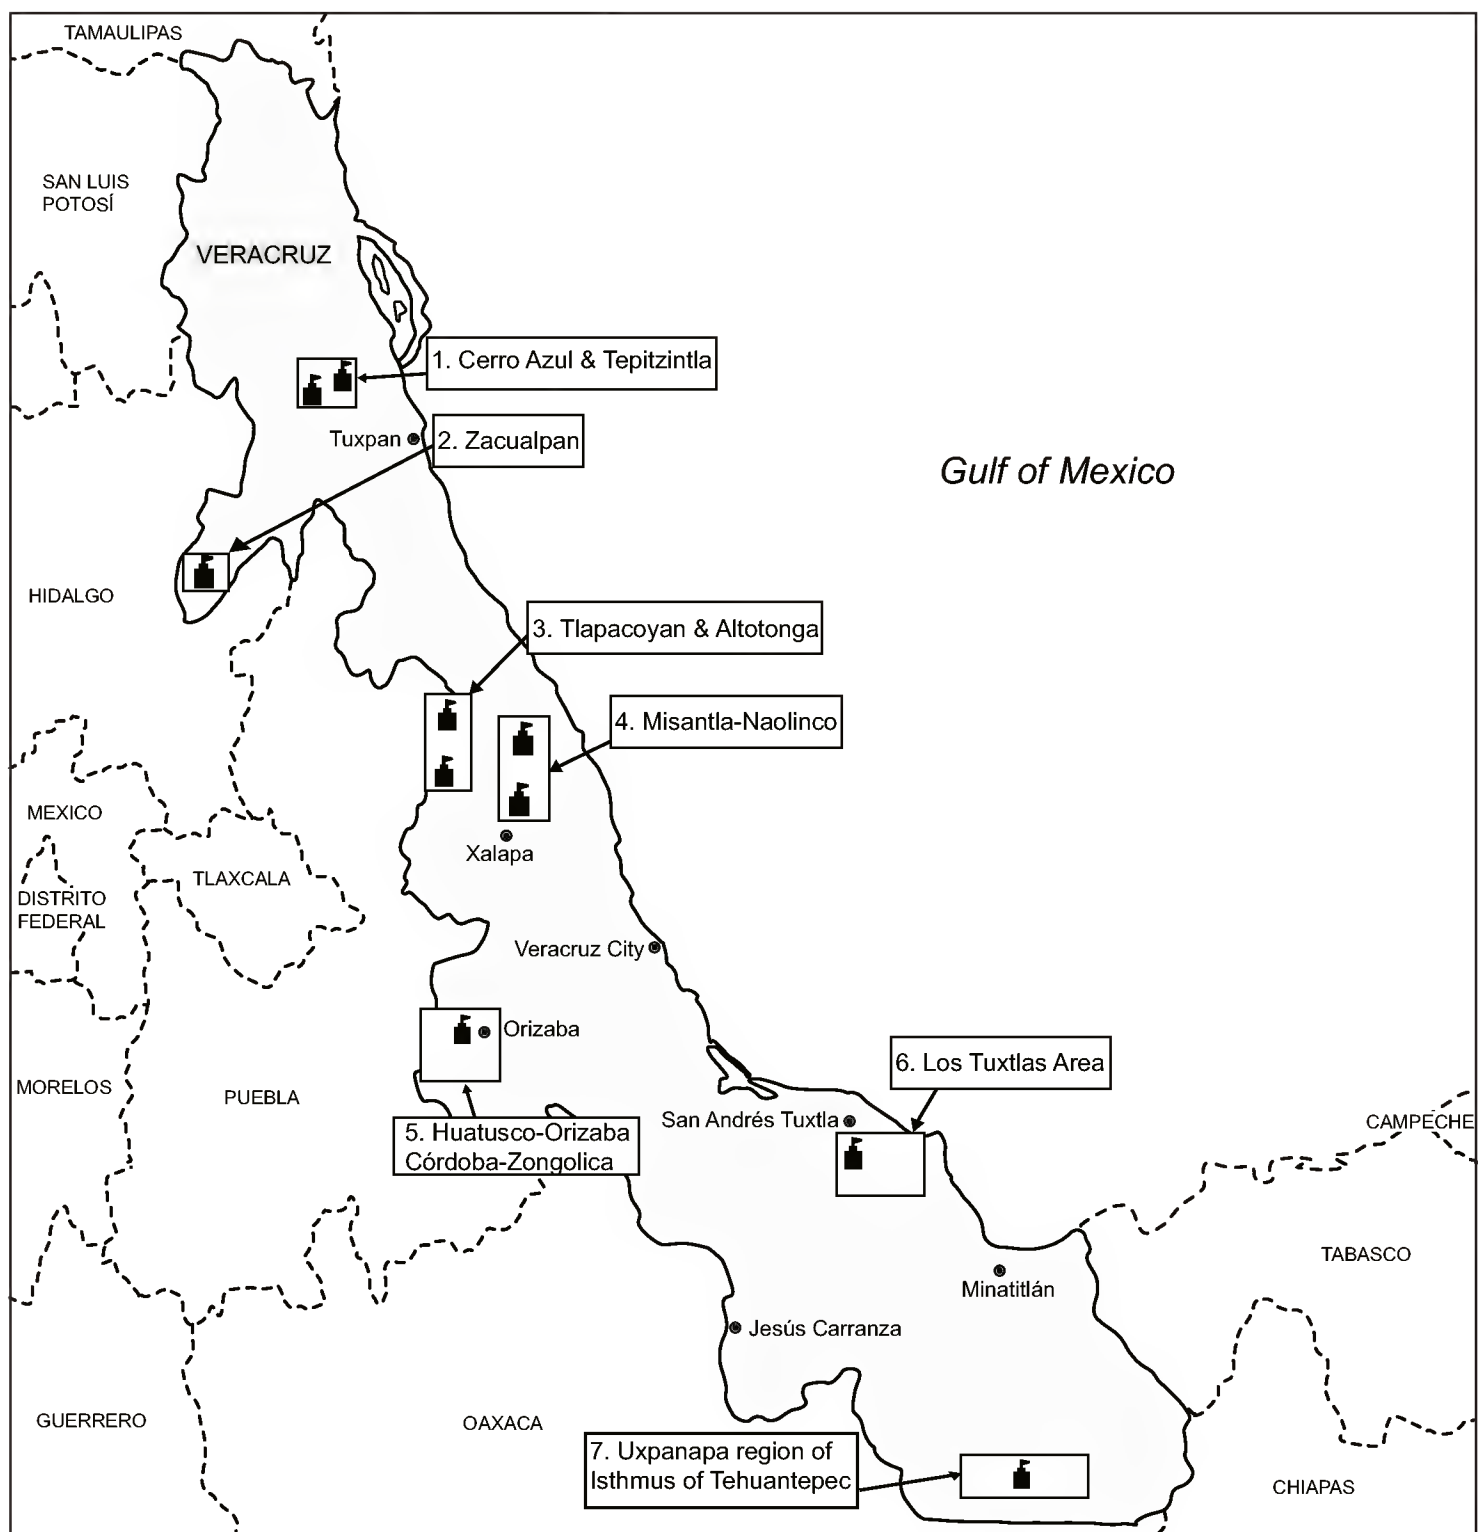 TAMAULIPAS
SAN LUIS
POTOSÍ
VERACRUZ
1. Cerro Azul & Tepitzintla
Tuxpan
2. Zacualpan
Gulf of Mexico
HIDALGO
3. Tlapacoyan & Altotonga
4. Misantla-Naolinco
MEXICO
Xalapa
TLAXCALA
DISTRITO
FEDERAL
Veracruz City
Orizaba
6. Los Tuxtlas Area
MORELOS
PUEBLA
San Andrés Tuxtla
CAMPECHE
5. Huatusco-Orizaba
Córdoba-Zongolica
TABASCO
Minatitlán
Jesús Carranza
GUERRERO
OAXACA
7. Uxpanapa region of
Isthmus of Tehuantepec
CHIAPAS